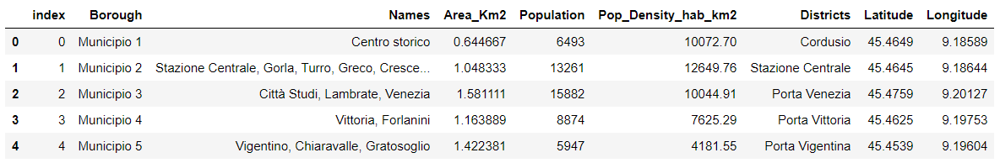 index Borough Names Area_Km2 Population Pop_Density_hab_km2 Districts Latitude Longitude
0 0 Municipio 1 Centro storico 0.644667 6493 10072.70 Cordusio 45.4649 9.18589
1 1 Municipio 2 Stazione Centrale, Gorla, Turro, Greco, Cresce... 1.048333 13261 12649.76 Stazione Centrale 45.4645 9.18644
2 2 Municipio 3 Città Studi, Lambrate, Venezia 1.581111 15882 10044.91 Porta Venezia 45.4759 9.20127
3 3 Municipio 4 Vittoria, Forlanini 1.163889 8874 7625.29 Porta Vittoria 45.4625 9.19753
4 4 Municipio 5 Vigentino, Chiaravalle, Gratosoglio 1.422381 5947 4181.55 Porta Vigentina 45.4539 9.19604